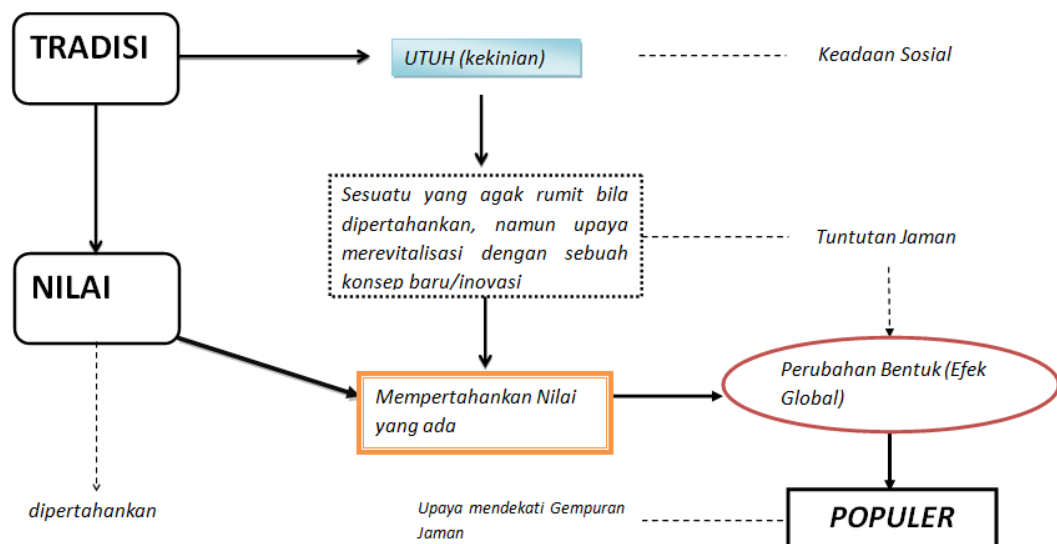 TRADISI
UTUH (kekinian)
Keadaan Sosial
Sesuatu yang agak rumit bila
dipertahankan, namun upaya
merevitalisasi dengan sebuah
konsep baru/inovasi
Tuntutan Jaman
NILAI
Mempertahankan Nilai
yang ada
Perubahan Bentuk (Efek
Global)
dipertahankan
Upaya mendekati Gempuran
Jaman
POPULER